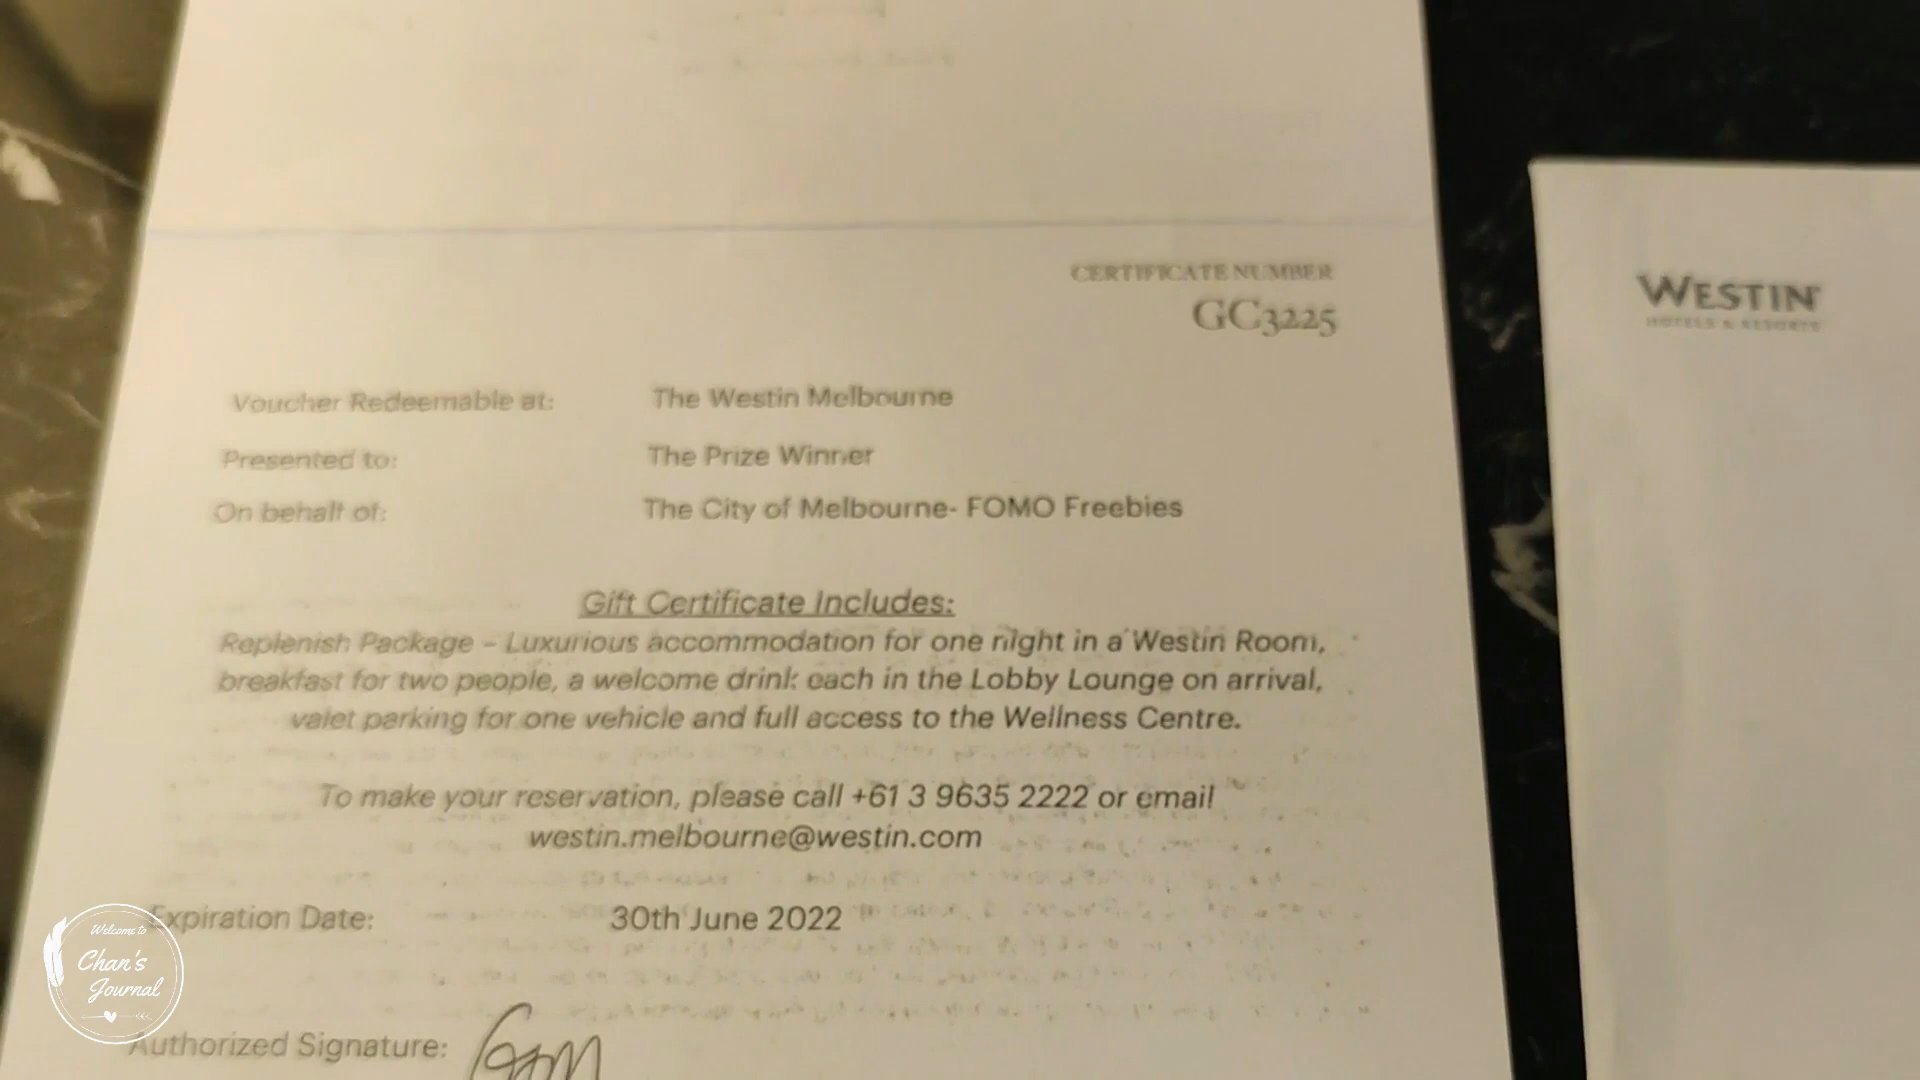 CERTIFICATE NUMBER
GC3225
WESTIN
HOTELS & RESORTS
Voucher Redeemable at: The Westin Melbourne
Presented to: The Prize Winner
On behalf of: The City of Melbourne- FOMO Freebies
Gift Certificate Includes:
Replenish Package – Luxurious accommodation for one night in a Westin Room,
breakfast for two people, a welcome drink each in the Lobby Lounge on arrival,
valet parking for one vehicle and full access to the Wellness Centre.
To make your reservation, please call +61 3 9635 2222 or email
westin.melbourne@westin.com
Expiration Date: 30th June 2022
Welcome to
Chan's
Journal
Authorized Signature: